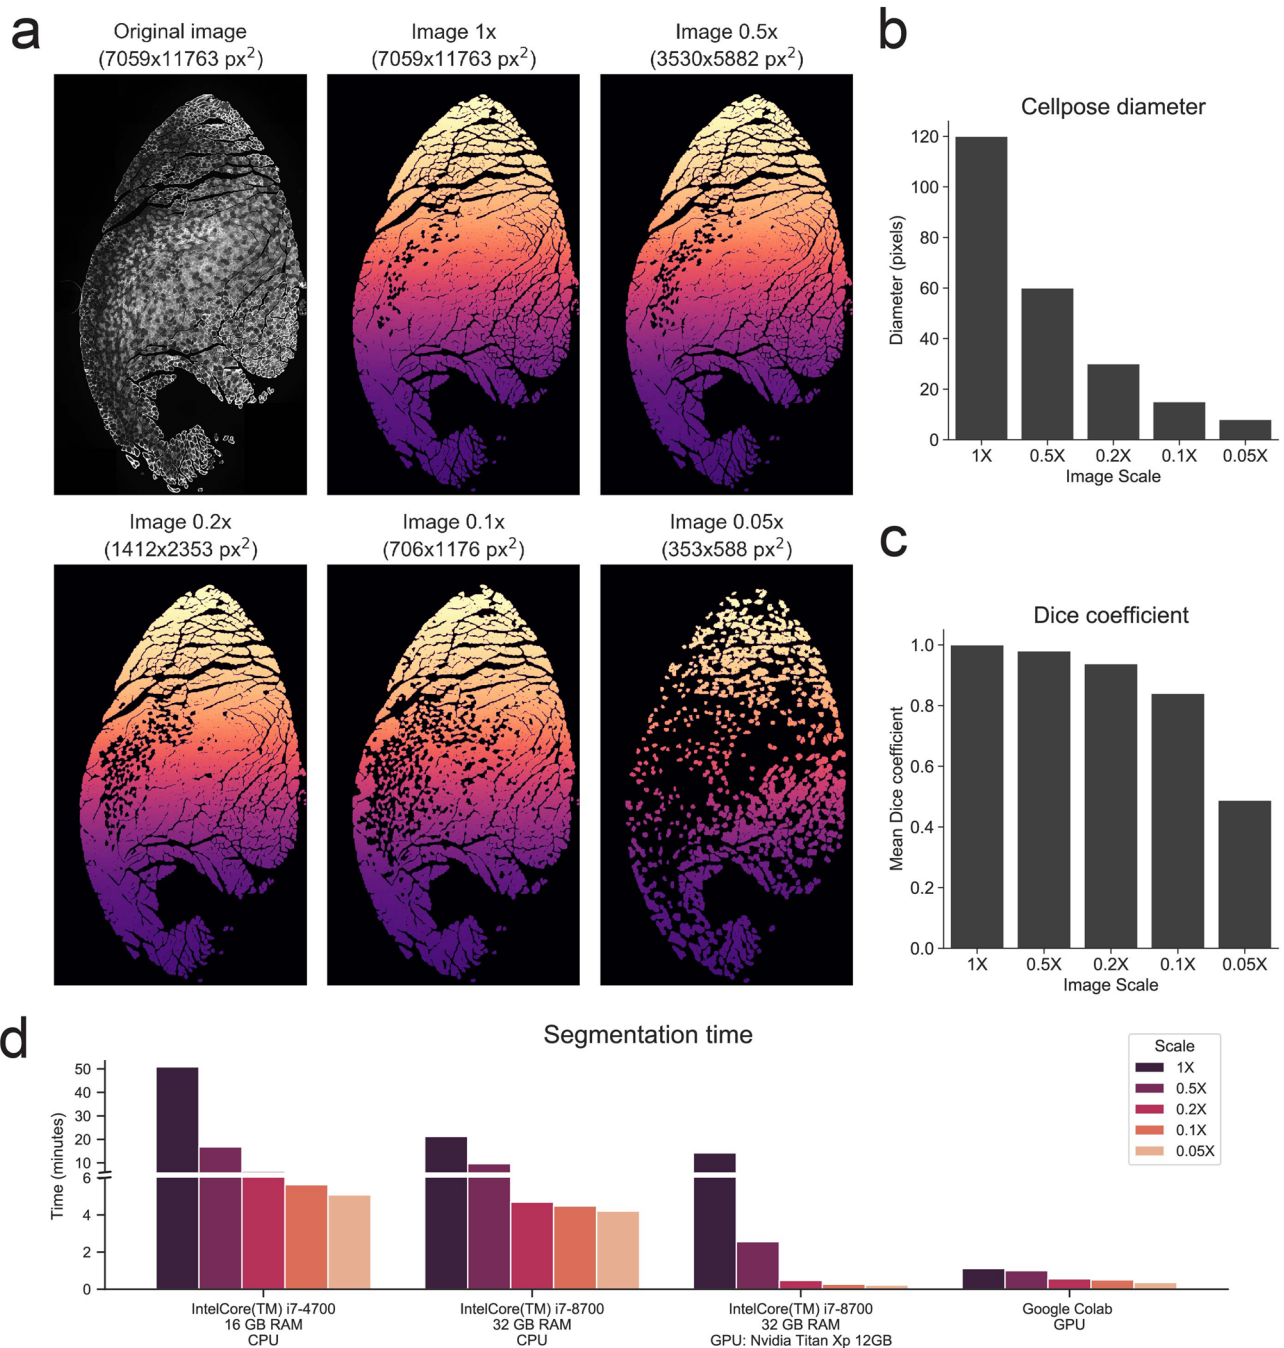 a
Original image
(7059x11763 px²)
Image 1x
(7059x11763 px²)
Image 0.5x
(3530x5882 px²)
Image 0.2x
(1412x2353 px²)
Image 0.1x
(706x1176 px²)
Image 0.05x
(353x588 px²)
b
Cellpose diameter
Diameter (pixels)
120
100
80
60
40
20
0
1X 0.5X 0.2X 0.1X 0.05X
Image Scale
c
Dice coefficient
Mean Dice coefficient
1.0
0.8
0.6
0.4
0.2
0.0
1X 0.5X 0.2X 0.1X 0.05X
Image Scale
d
Segmentation time
Time (minutes)
50
40
30
20
10
6
4
2
0
Scale
1X
0.5X
0.2X
0.1X
0.05X
IntelCore(TM) i7-4700
16 GB RAM
CPU
IntelCore(TM) i7-8700
32 GB RAM
CPU
IntelCore(TM) i7-8700
32 GB RAM
GPU: Nvidia Titan Xp 12GB
Google Colab
GPU